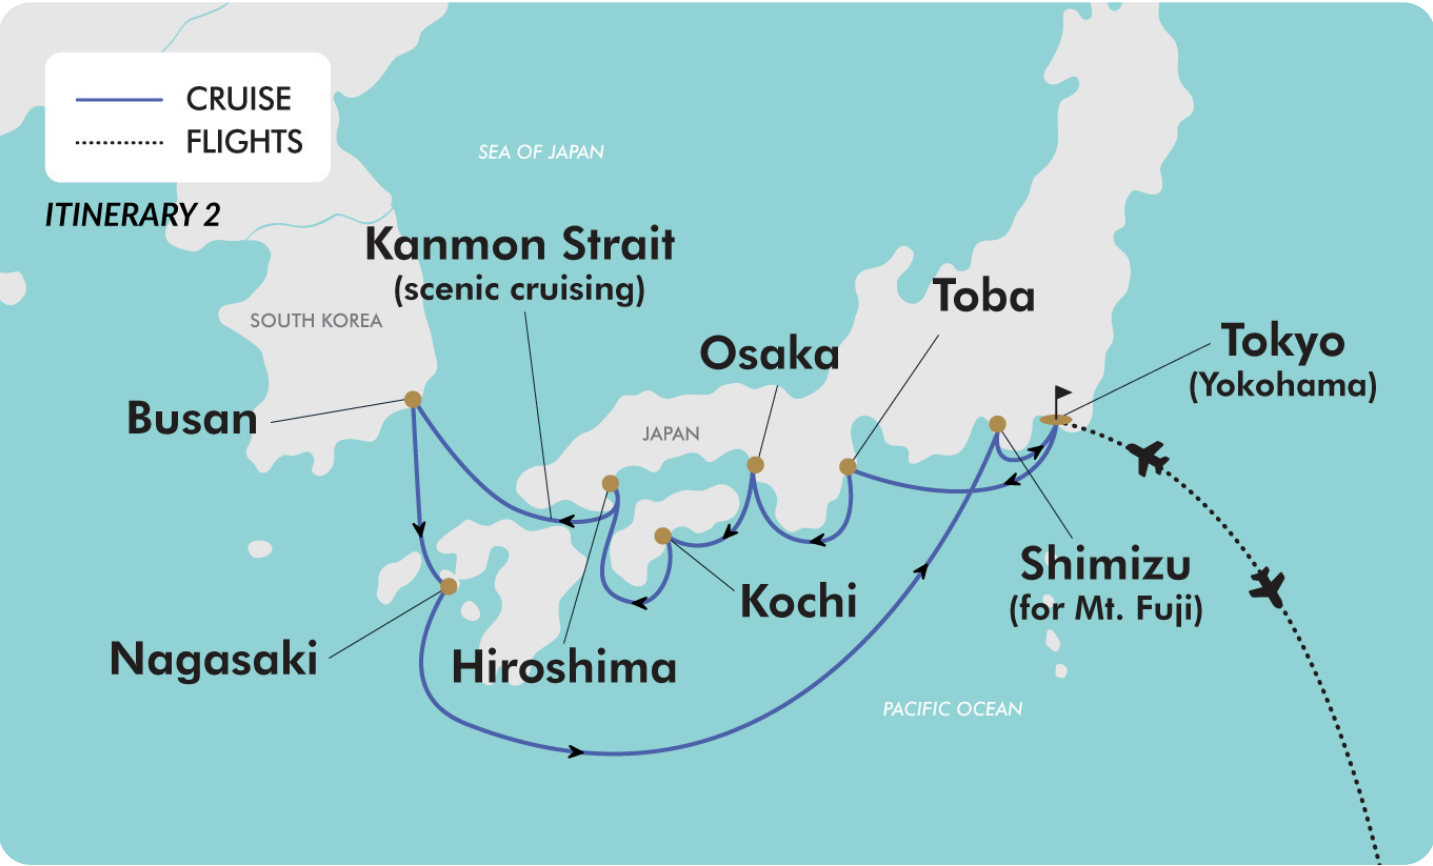 CRUISE
FLIGHTS
ITINERARY 2
SEA OF JAPAN
Kanmon Strait
(scenic cruising)
SOUTH KOREA
Toba
Osaka
Tokyo
(Yokohama)
Busan
JAPAN
Shimizu
(for Mt. Fuji)
Kochi
Nagasaki
Hiroshima
PACIFIC OCEAN